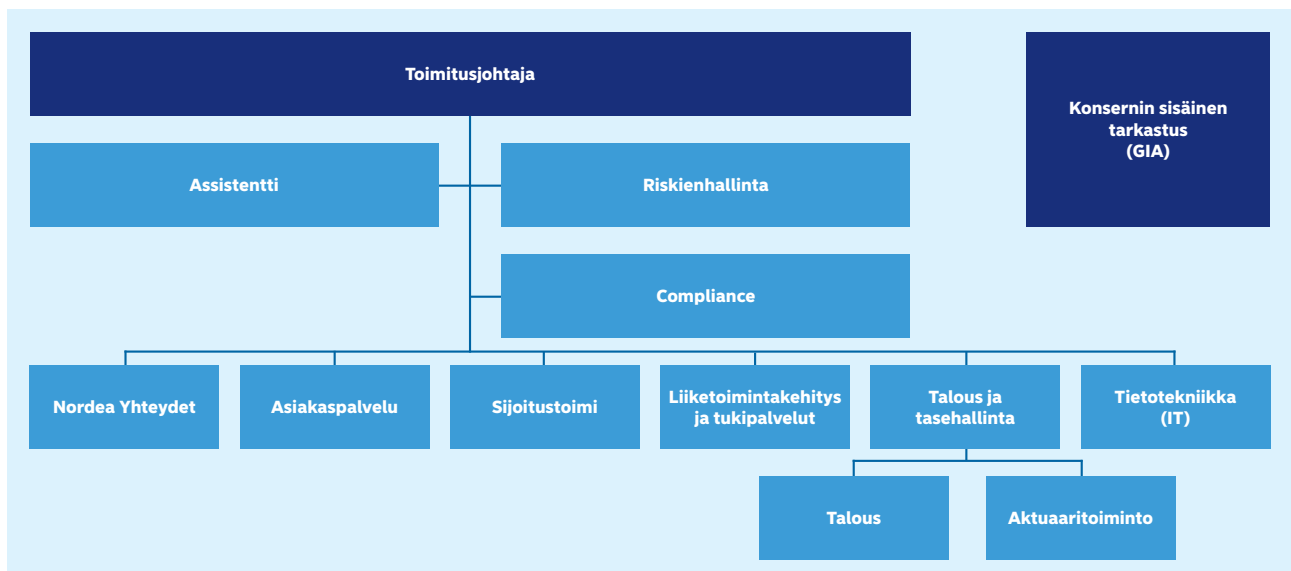 Toimitusjohtaja
Konsernin sisäinen
tarkastus
(GIA)
Assistentti
Riskienhallinta
Compliance
Nordea Yhteydet
Asiakaspalvelu
Sijoitustoimi
Liiketoimintakehitys
ja tukipalvelut
Talous ja
tasehallinta
Tietotekniikka
(IT)
Talous
Aktuaaritoiminto